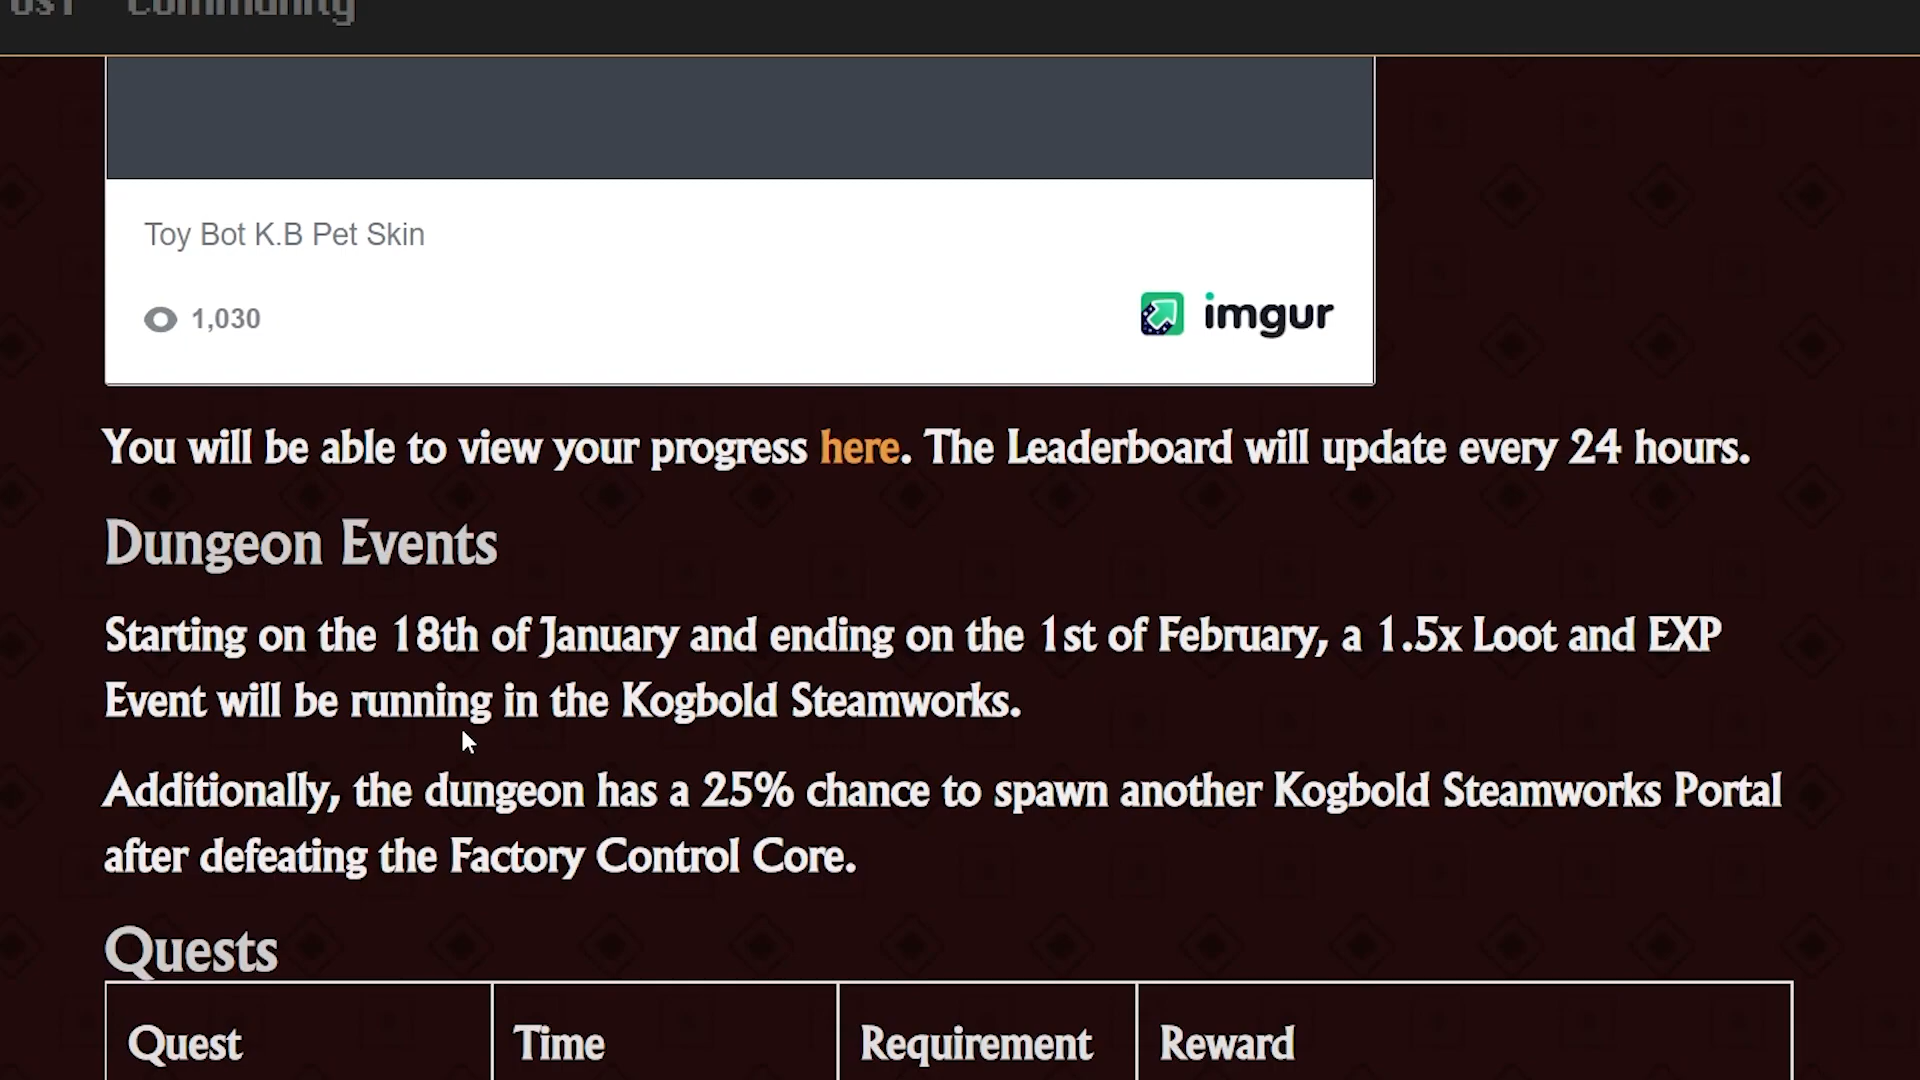 Community
Toy Bot K.B Pet Skin
1,030
imgur
You will be able to view your progress here. The Leaderboard will update every 24 hours.
Dungeon Events
Starting on the 18th of January and ending on the 1st of February, a 1.5x Loot and EXP
Event will be running in the Kogbold Steamworks.
Additionally, the dungeon has a 25% chance to spawn another Kogbold Steamworks Portal
after defeating the Factory Control Core.
Quests
Quest Time Requirement Reward